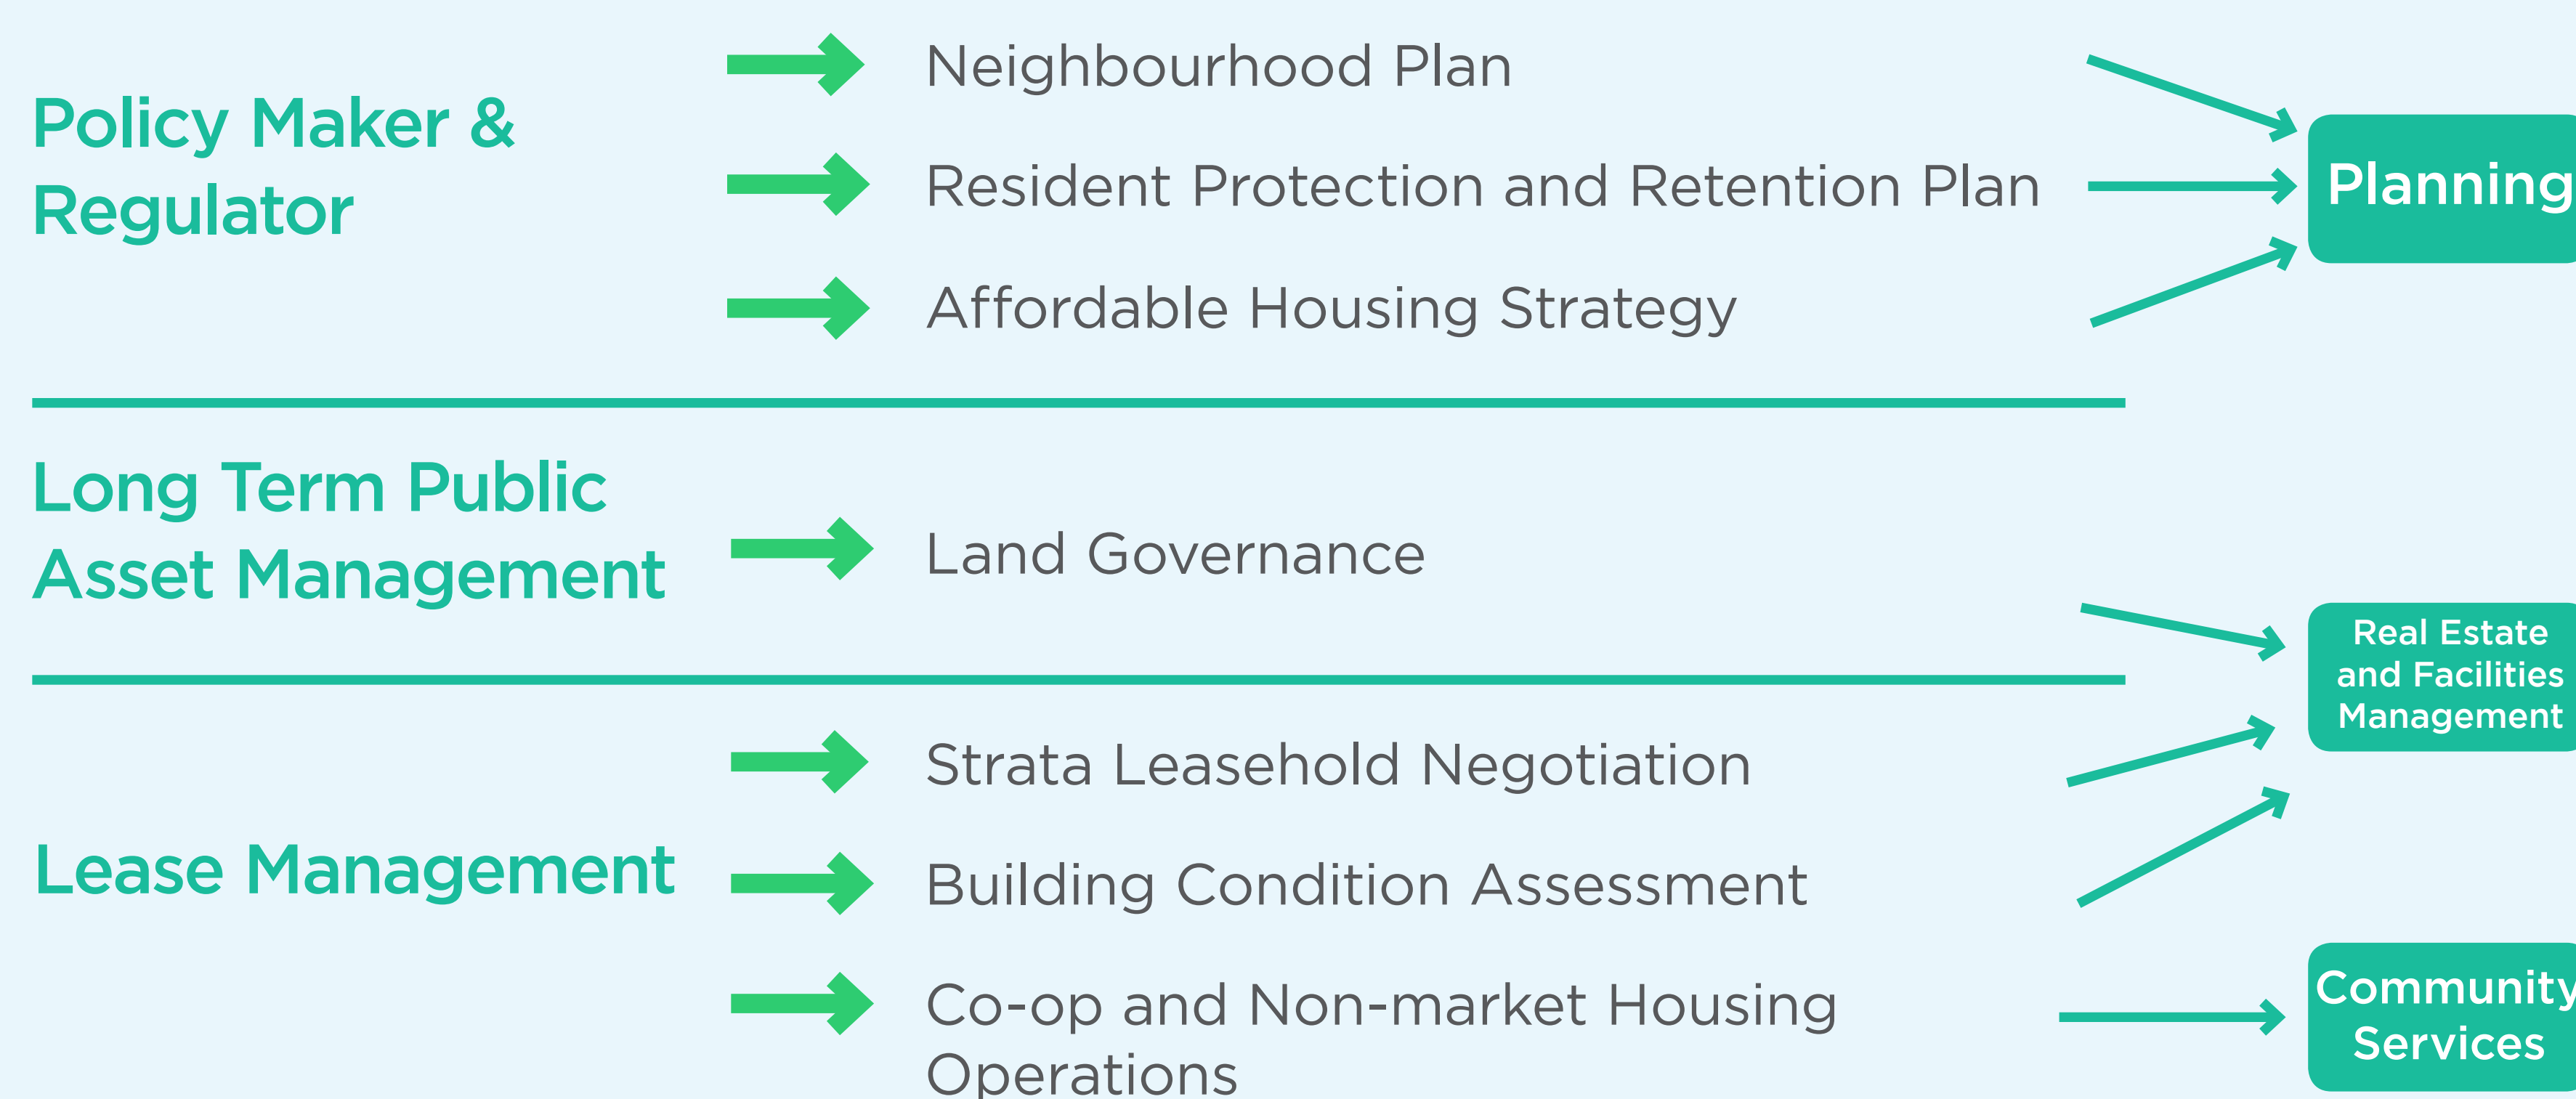 Policy Maker &
Regulator
Neighbourhood Plan
Resident Protection and Retention Plan
Affordable Housing Strategy
Planning
Long Term Public
Asset Management
Land Governance
Real Estate
and Facilities
Management
Lease Management
Strata Leasehold Negotiation
Building Condition Assessment
Co-op and Non-market Housing
Operations
Community
Services